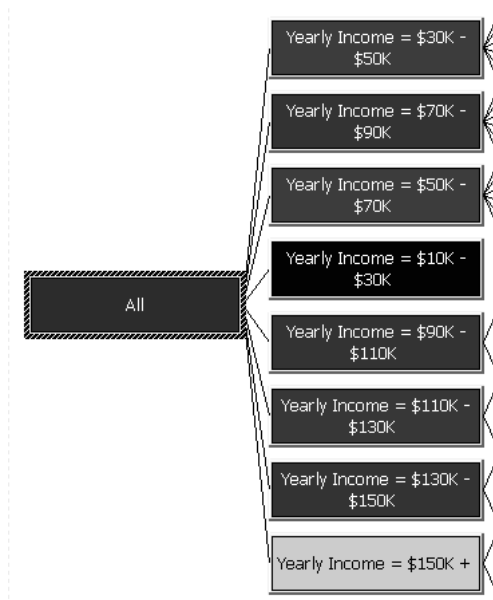 Yearly Income = $30K -
$50K
Yearly Income = $70K -
$90K
Yearly Income = $50K -
$70K
Yearly Income = $10K -
$30K
All
Yearly Income = $90K -
$110K
Yearly Income = $110K -
$130K
Yearly Income = $130K -
$150K
Yearly Income = $150K +